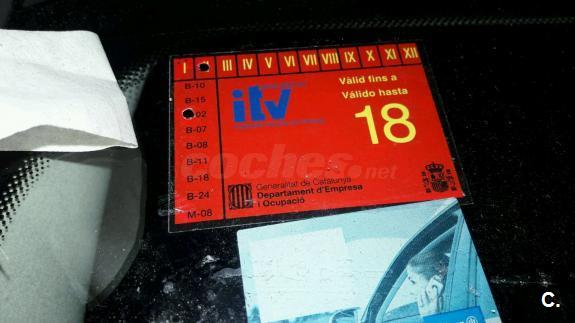 I III IV V VI VII VIII IX X XI XII
B-10
B-15
02
B-07
B-08
B-11
B-18
B-24
M-08
itv
Vàlid fins a
Válido hasta
18
coches.net
Generalitat de Catalunya
Departament d'Empresa
i Ocupació
C.